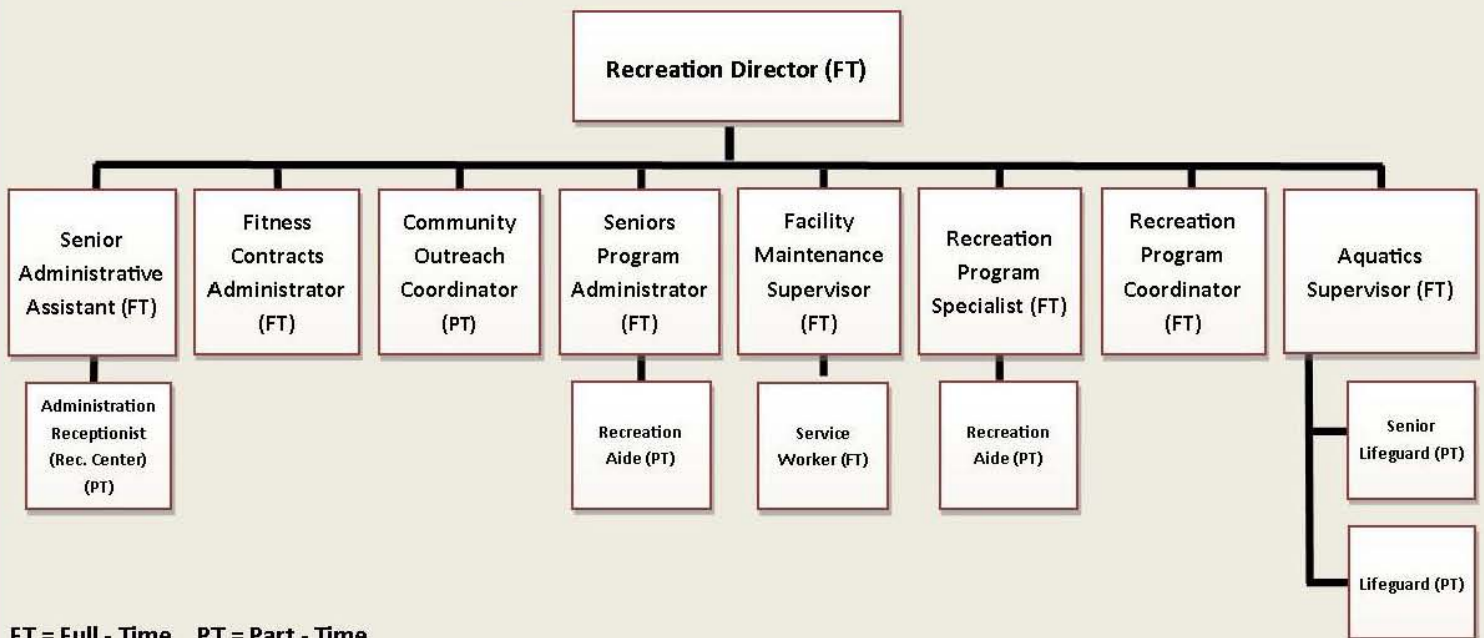 Recreation Director (FT)
Senior
Administrative
Assistant (FT)
Fitness
Contracts
Administrator
(FT)
Community
Outreach
Coordinator
(PT)
Seniors
Program
Administrator
(FT)
Facility
Maintenance
Supervisor
(FT)
Recreation
Program
Specialist (FT)
Recreation
Program
Coordinator
(FT)
Aquatics
Supervisor (FT)
Administration
Receptionist
(Rec. Center)
(PT)
Recreation
Aide (PT)
Service
Worker (FT)
Recreation
Aide (PT)
Senior
Lifeguard (PT)
Lifeguard (PT)
FT = Full - Time PT = Part - Time